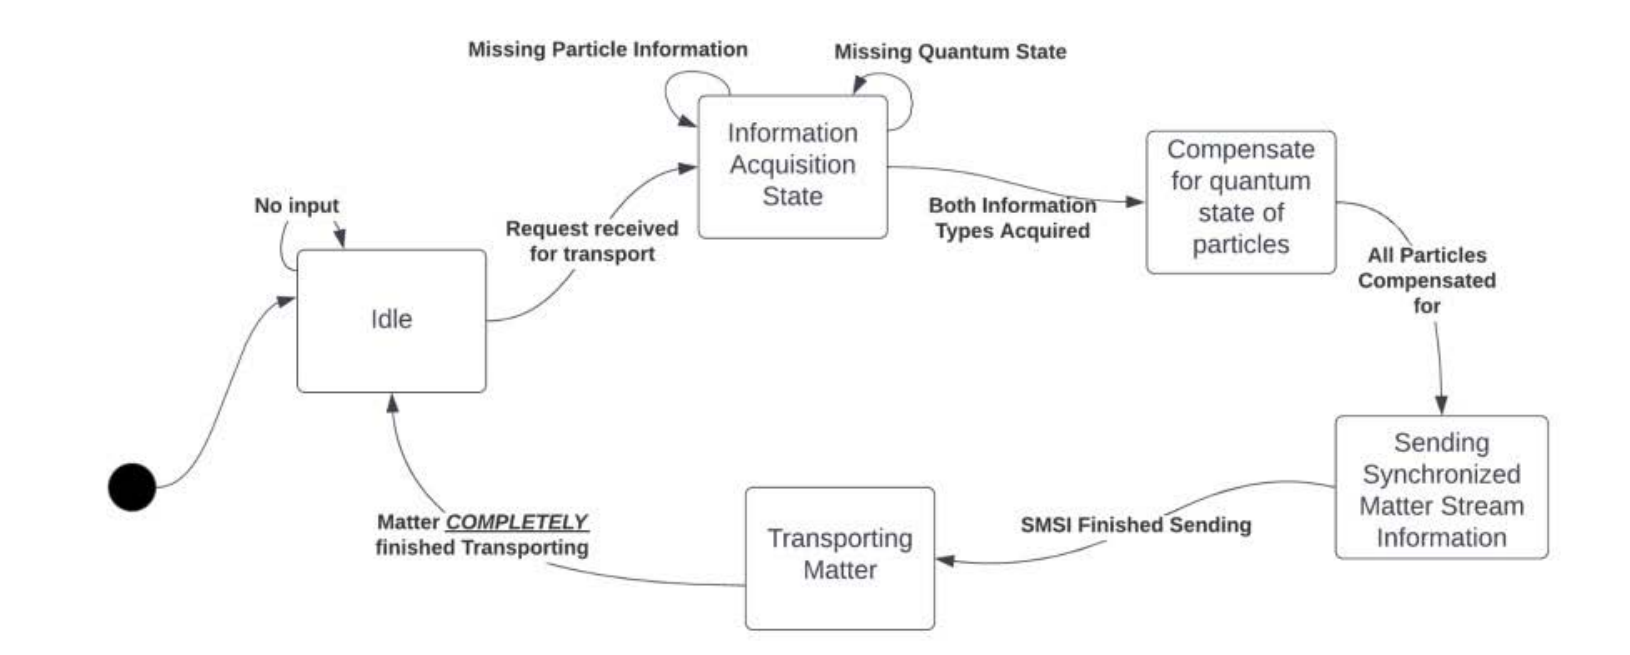 Missing Particle Information
Missing Quantum State
Information
Acquisition
State
Compensate
for quantum
state of
particles
No input
Request received
for transport
Both Information
Types Acquired
All Particles
Compensated
for
Idle
Sending
Synchronized
Matter Stream
Information
SMSI Finished Sending
Transporting
Matter
Matter COMPLETELY
finished Transporting